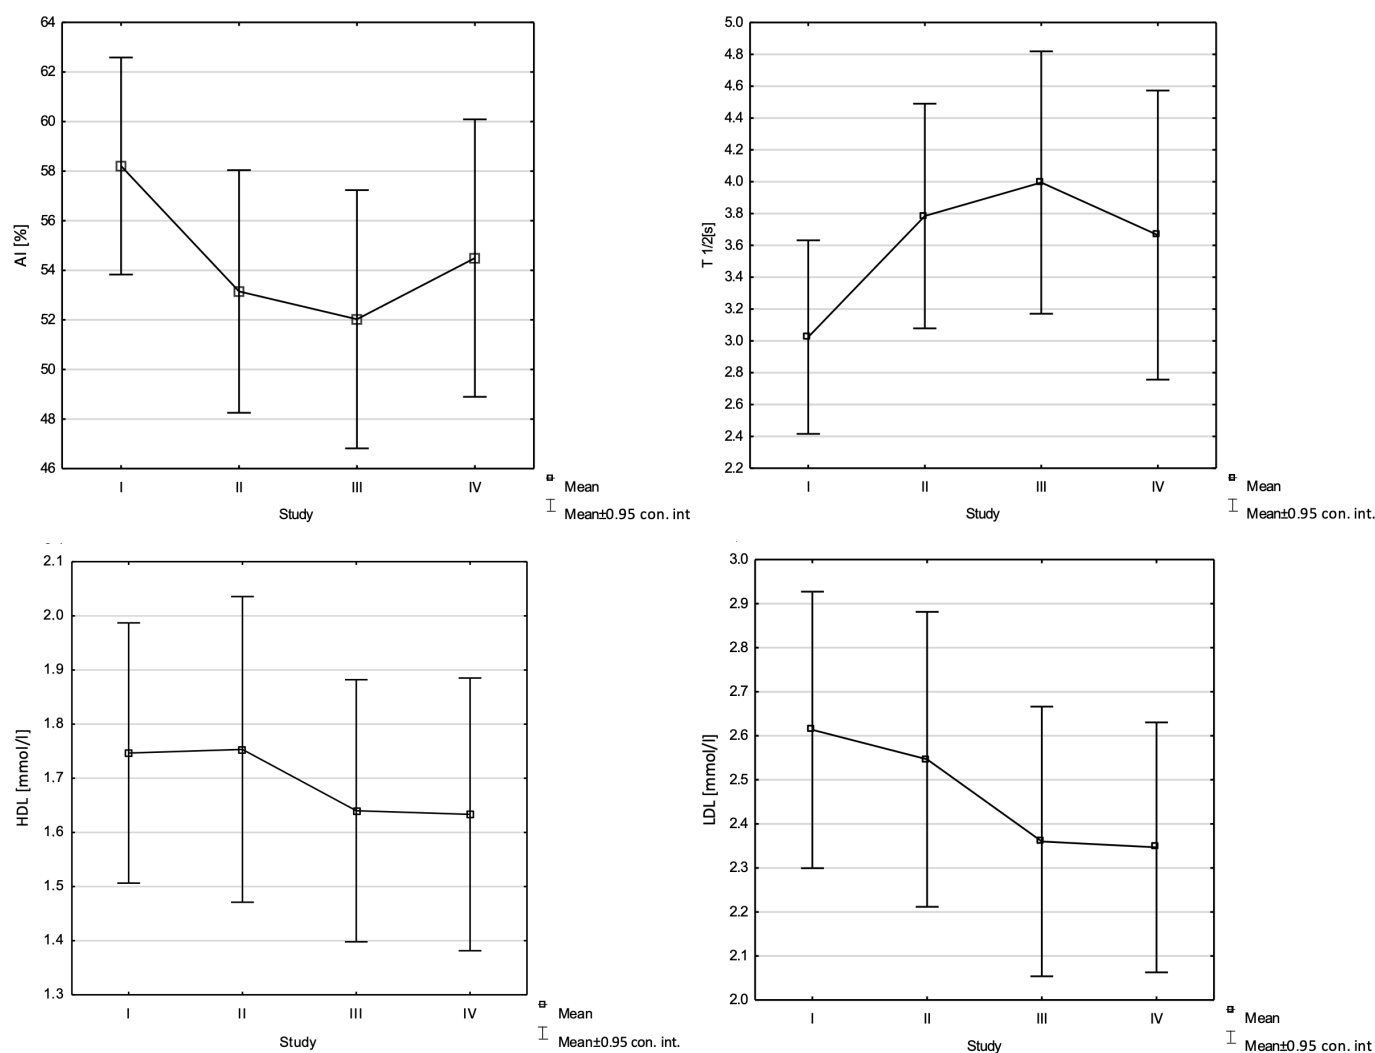 64
62
60
58
56
54
52
50
48
46
AI [%]
I II III IV
Study
Mean
Mean±0.95 con. int
5.0
4.8
4.6
4.4
4.2
4.0
3.8
3.6
3.4
3.2
3.0
2.8
2.6
2.4
2.2
T 1/2[s]
I II III IV
Study
Mean
Mean±0.95 con. int.
2.1
2.0
1.9
1.8
1.7
1.6
1.5
1.4
1.3
HDL [mmol/l]
I II III IV
Study
Mean
Mean±0.95 con. int.
3.0
2.9
2.8
2.7
2.6
2.5
2.4
2.3
2.2
2.1
2.0
LDL [mmol/l]
I II III IV
Study
Mean
Mean±0.95 con. int